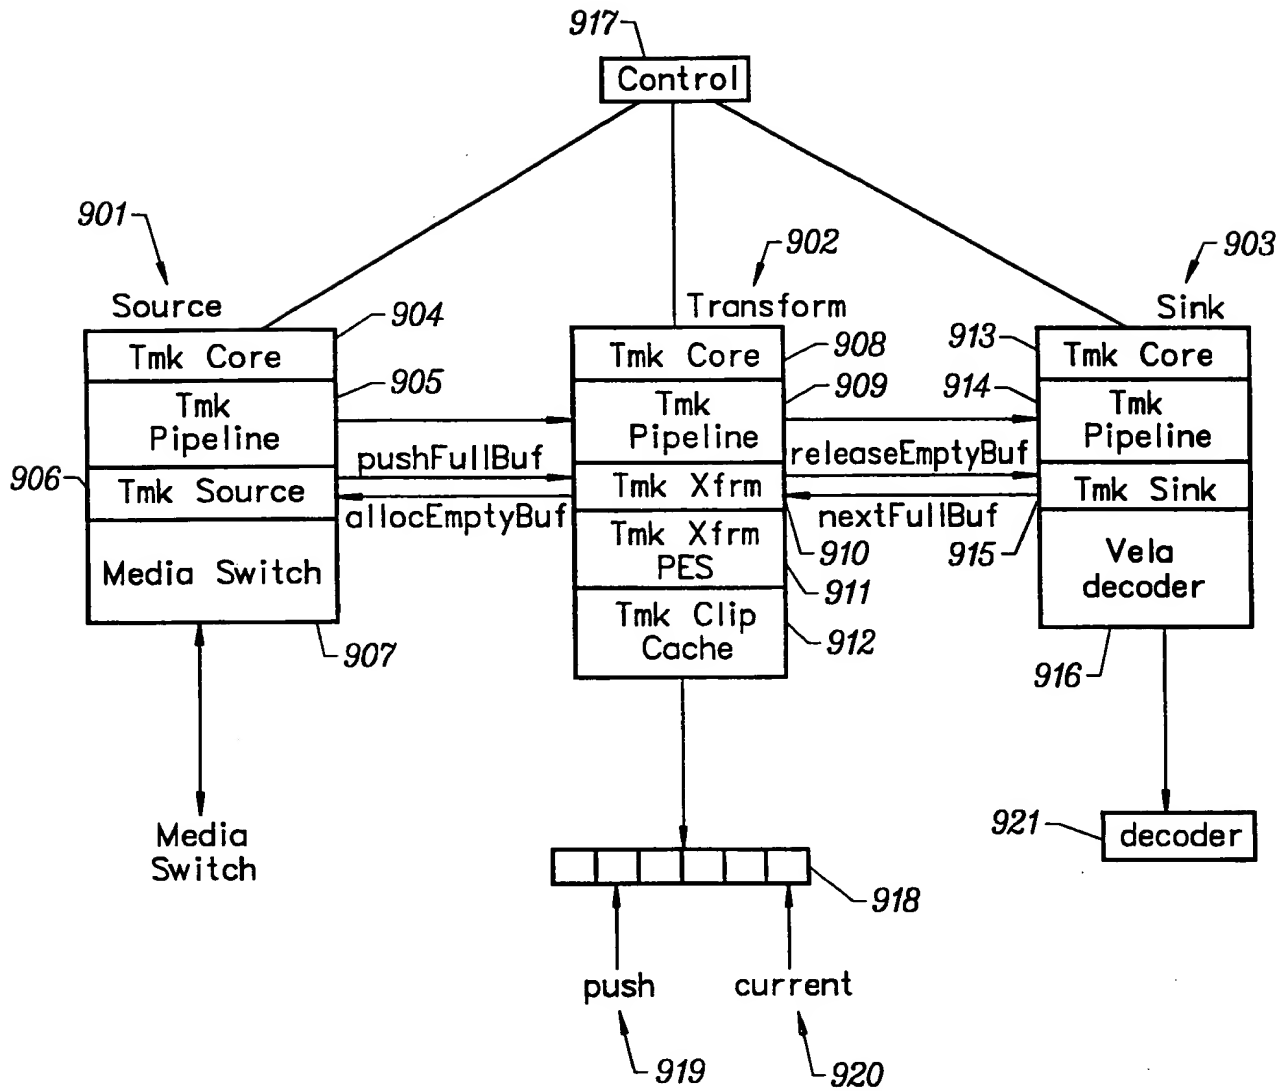 917
Control
901
902
903
Source
Transform
Sink
904
908
913
Tmk Core
Tmk Core
Tmk Core
905
909
914
Tmk
Pipeline
Tmk
Pipeline
Tmk
Pipeline
pushFullBuf
releaseEmptyBuf
906
Tmk Source
Tmk Xfrm
Tmk Sink
allocEmptyBuf
nextFullBuf
910
915
Media Switch
Tmk Xfrm
PES
Vela
decoder
911
Tmk Clip
Cache
912
907
916
Media
Switch
921
decoder
918
push
current
919
920